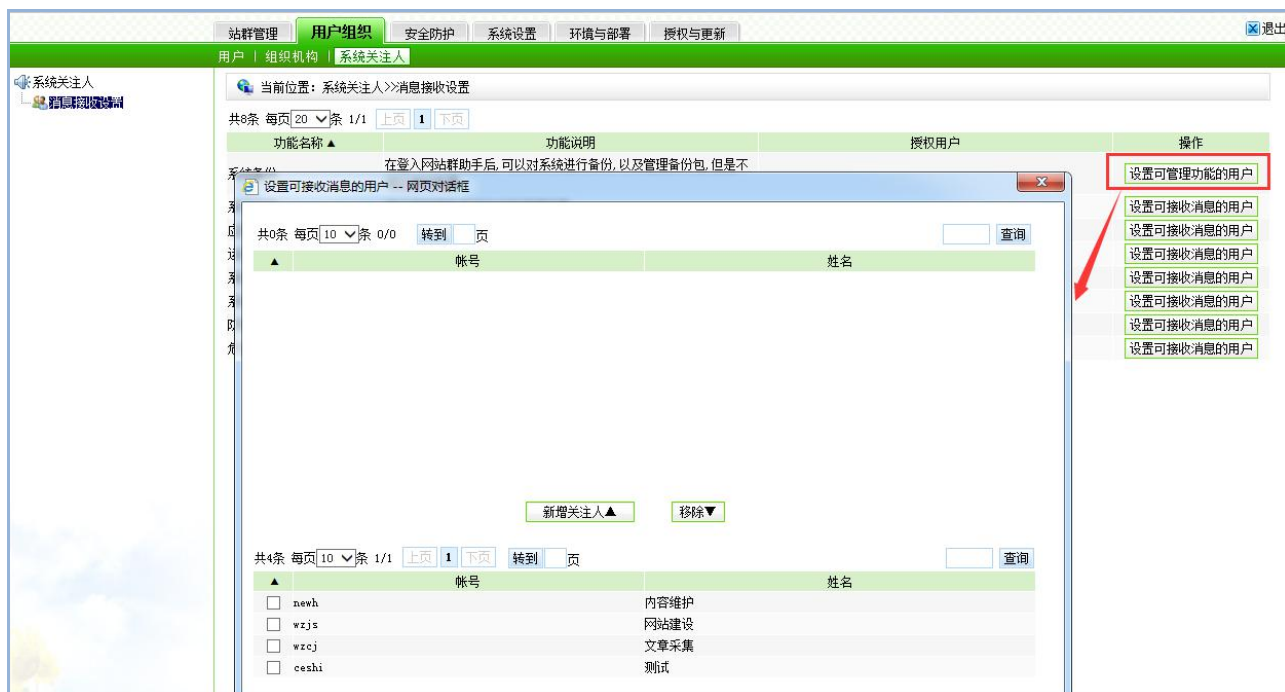 站群管理 用户组织 安全防护 系统设置 环境与部署 授权与更新 退出
用户 | 组织机构 | 系统关注人
系统关注人
消息接收设置
当前位置：系统关注人>>消息接收设置
共8条 每页 20 条 1/1 上页 1 下页
功能名称▲ 功能说明 授权用户 操作
在登入网站群助手后,可以对系统进行备份,以及管理备份包,但是不
设置可管理功能的用户
设置可接收消息的用户 -- 网页对话框
设置可接收消息的用户
共0条 每页 10 条 0/0 转到 页 查询
设置可接收消息的用户
▲ 帐号 姓名
设置可接收消息的用户
设置可接收消息的用户
设置可接收消息的用户
设置可接收消息的用户
设置可接收消息的用户
新增关注人▲ 移除▼
共4条 每页 10 条 1/1 上页 1 下页 转到 页 查询
▲ 帐号 姓名
newh 内容维护
wzjs 网站建设
wzcj 文章采集
ceshi 测试